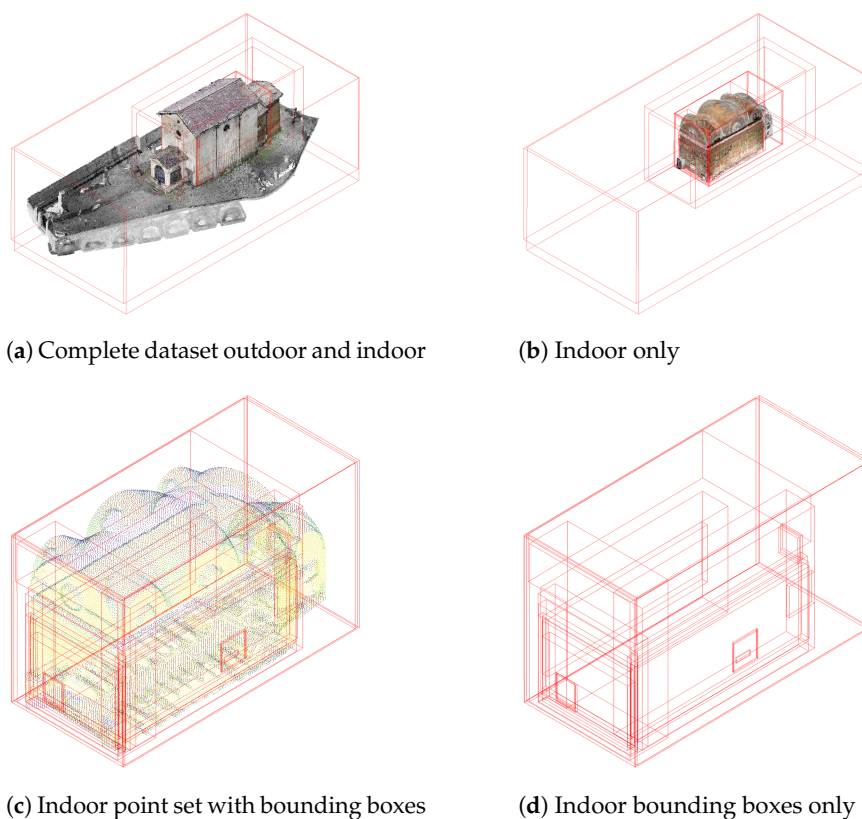 (a) Complete dataset outdoor and indoor
(b) Indoor only
(c) Indoor point set with bounding boxes
(d) Indoor bounding boxes only